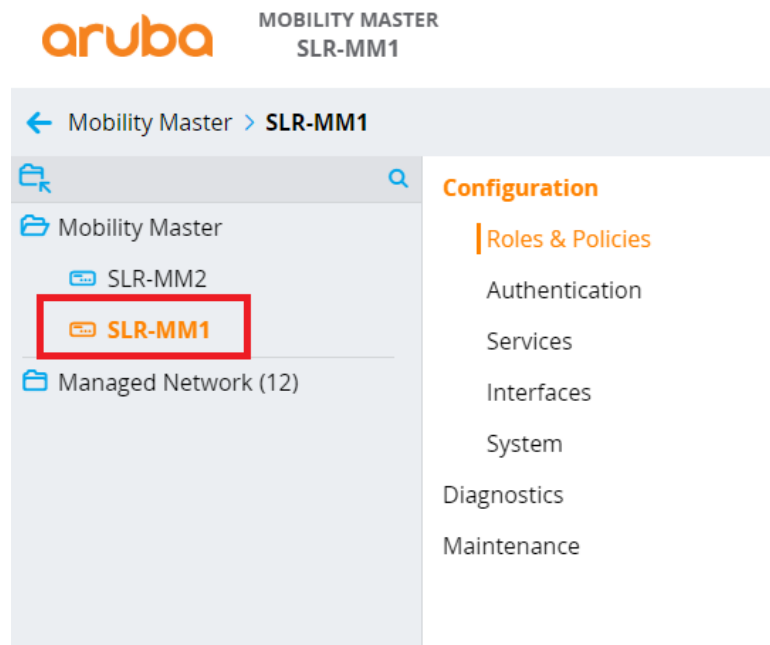 aruba
MOBILITY MASTER
SLR-MM1
Mobility Master > SLR-MM1
Mobility Master
SLR-MM2
SLR-MM1
Managed Network (12)
Configuration
Roles & Policies
Authentication
Services
Interfaces
System
Diagnostics
Maintenance